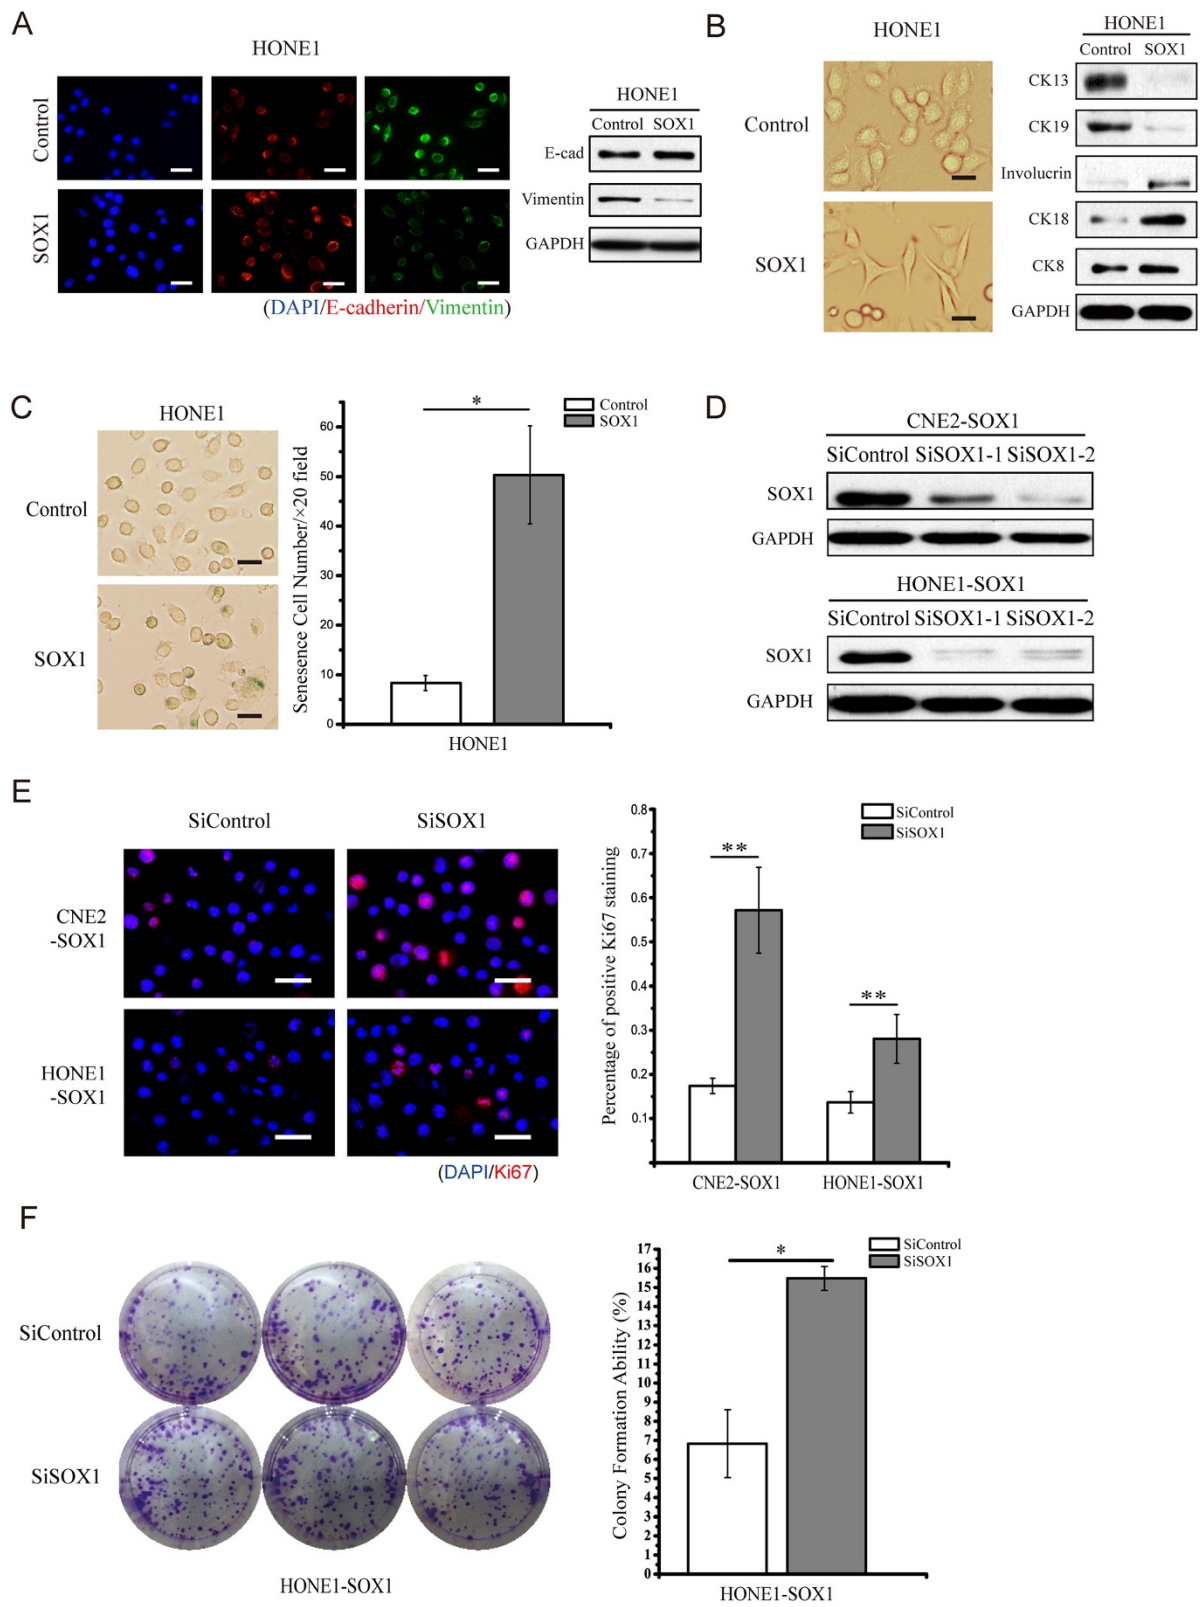 A
HONE1
Control
SOX1
(DAPI/E-cadherin/Vimentin)
HONE1
Control SOX1
E-cad
Vimentin
GAPDH
B
HONE1
Control
SOX1
HONE1
Control SOX1
CK13
CK19
Involucrin
CK18
CK8
GAPDH
C
HONE1
Control
SOX1
Senesence Cell Number/×20 field
60
50
40
30
20
10
0
*
Control
SOX1
HONE1
D
CNE2-SOX1
SiControl SiSOX1-1 SiSOX1-2
SOX1
GAPDH
HONE1-SOX1
SiControl SiSOX1-1 SiSOX1-2
SOX1
GAPDH
E
SiControl SiSOX1
CNE2
-SOX1
HONE1
-SOX1
(DAPI/Ki67)
Percentage of positive Ki67 staining
0.8
0.7
0.6
0.5
0.4
0.3
0.2
0.1
**
**
SiControl
SiSOX1
CNE2-SOX1 HONE1-SOX1
F
SiControl
SiSOX1
HONE1-SOX1
Colony Formation Ability (%)
17
16
15
14
13
12
11
10
9
8
7
6
5
4
3
2
1
0
*
SiControl
SiSOX1
HONE1-SOX1